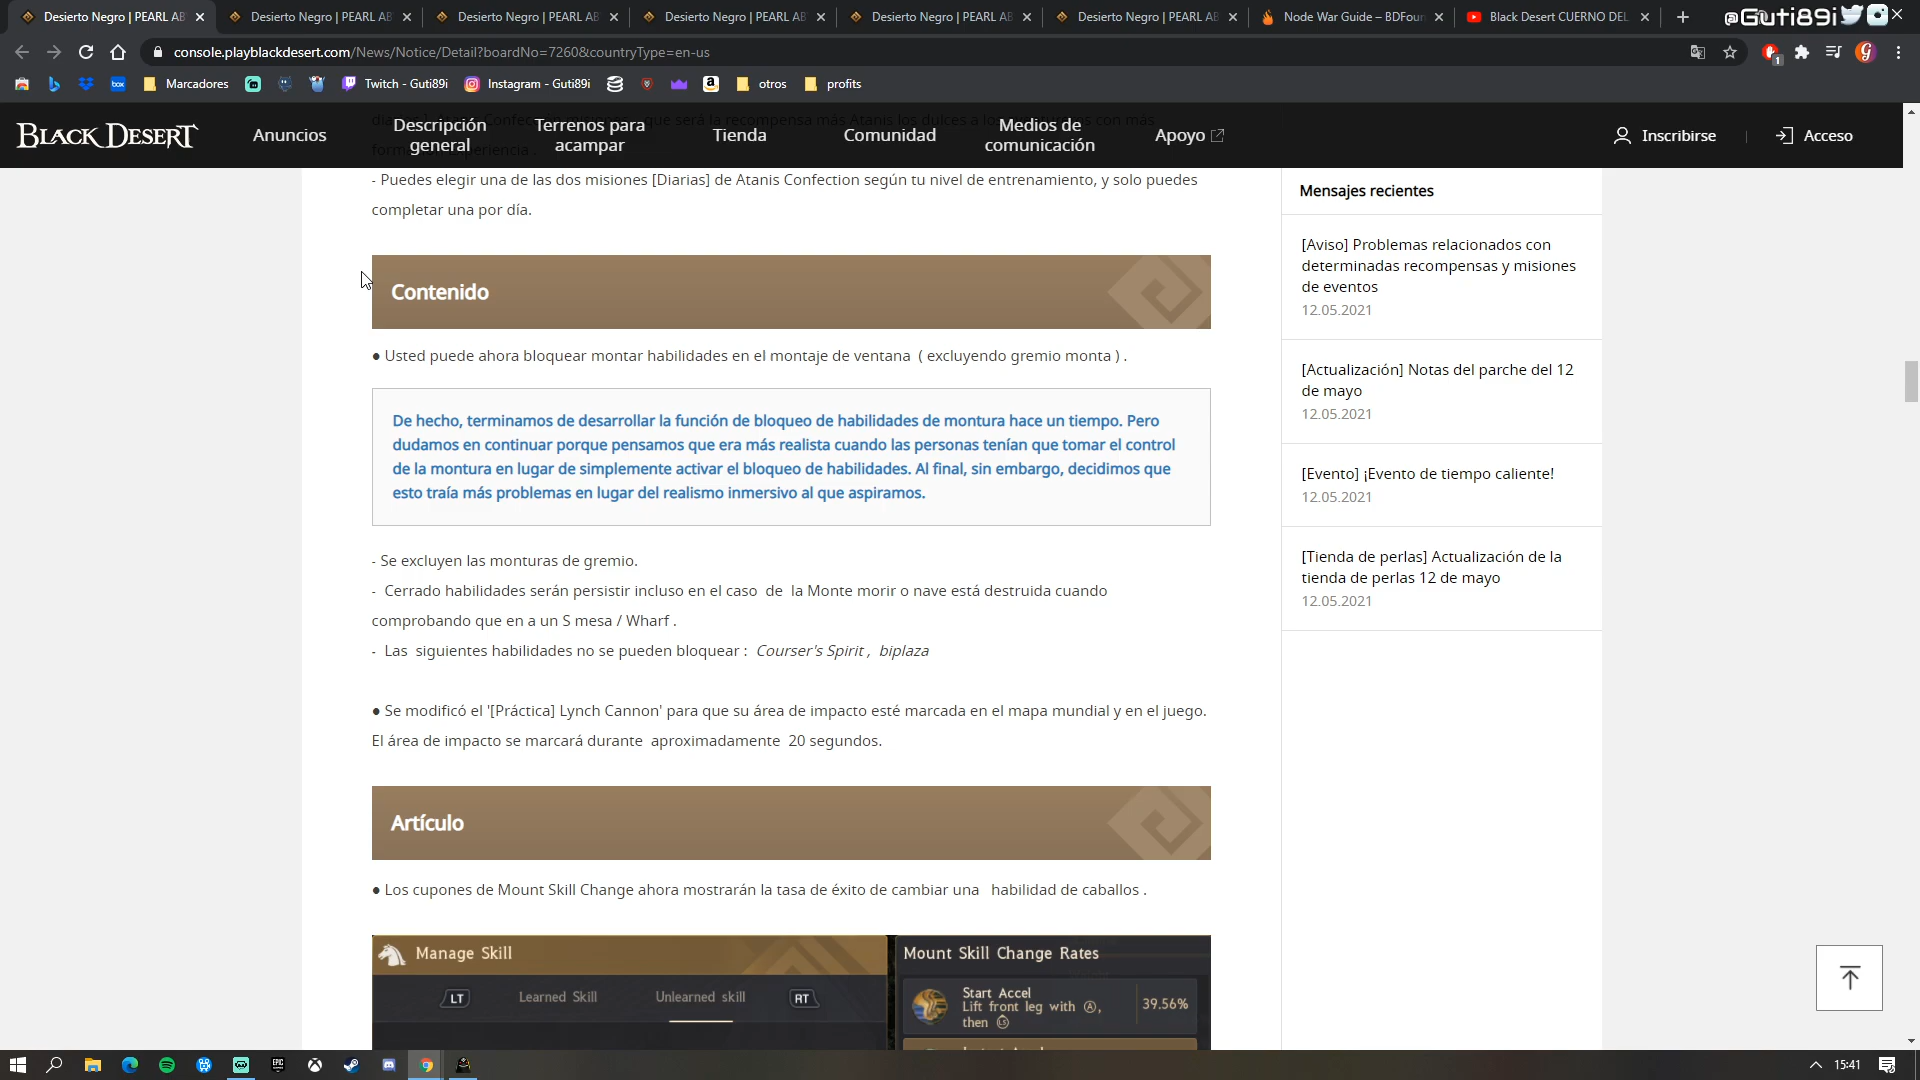 Desierto Negro | PEARL AB
Desierto Negro | PEARL AB
Desierto Negro | PEARL AB
Desierto Negro | PEARL AB
Desierto Negro | PEARL AB
Desierto Negro | PEARL AB
Node War Guide – BDFoun
Black Desert CUERNO DEL
@Guti89i
console.playblackdesert.com/News/Notice/Detail?boardNo=7260&countryType=en-us
1
box
Marcadores
Twitch - Guti89i
Instagram - Guti89i
a
otros
profits
BLACK DESERT
Anuncios
Descripción general
Terrenos para acampar
Tienda
Comunidad
Medios de comunicación
Apoyo
Inscribirse
Acceso
- Puedes elegir una de las dos misiones [Diarias] de Atanis Confection según tu nivel de entrenamiento, y solo puedes
completar una por día.
Contenido
● Usted puede ahora bloquear montar habilidades en el montaje de ventana ( excluyendo gremio monta ) .
De hecho, terminamos de desarrollar la función de bloqueo de habilidades de montura hace un tiempo. Pero
dudamos en continuar porque pensamos que era más realista cuando las personas tenían que tomar el control
de la montura en lugar de simplemente activar el bloqueo de habilidades. Al final, sin embargo, decidimos que
esto traía más problemas en lugar del realismo inmersivo al que aspiramos.
- Se excluyen las monturas de gremio.
- Cerrado habilidades serán persistir incluso en el caso de la Monte morir o nave está destruida cuando
comprobando que en a un S mesa / Wharf .
- Las siguientes habilidades no se pueden bloquear : Courser's Spirit , biplaza
● Se modificó el '[Práctica] Lynch Cannon' para que su área de impacto esté marcada en el mapa mundial y en el juego.
El área de impacto se marcará durante aproximadamente 20 segundos.
Artículo
● Los cupones de Mount Skill Change ahora mostrarán la tasa de éxito de cambiar una habilidad de caballos .
Manage Skill
LT
Learned Skill
Unlearned skill
RT
Mount Skill Change Rates
Start Accel
Lift front leg with Ⓐ,
then
39.56%
Mensajes recientes
[Aviso] Problemas relacionados con
determinadas recompensas y misiones
de eventos
12.05.2021
[Actualización] Notas del parche del 12
de mayo
12.05.2021
[Evento] ¡Evento de tiempo caliente!
12.05.2021
[Tienda de perlas] Actualización de la
tienda de perlas 12 de mayo
12.05.2021
15:41